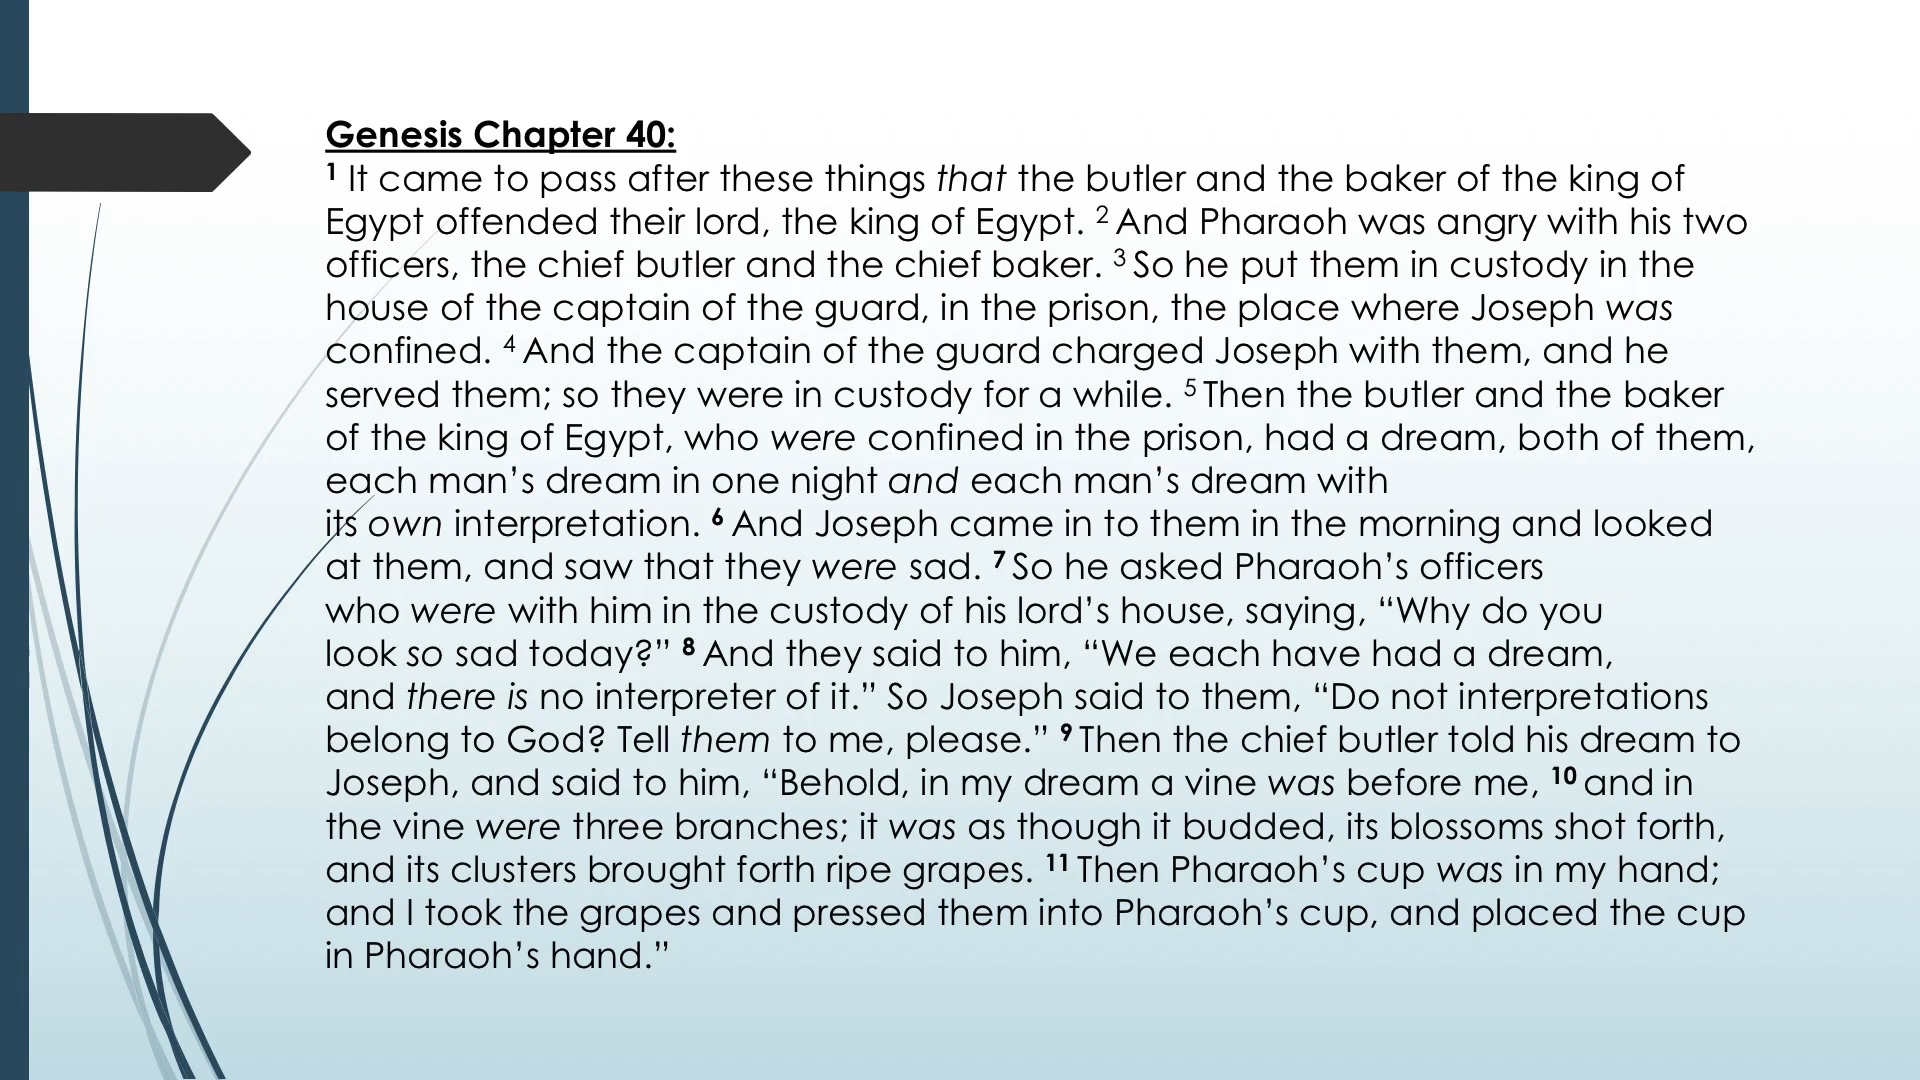 Genesis Chapter 40:
1 It came to pass after these things that the butler and the baker of the king of
Egypt offended their lord, the king of Egypt. 2 And Pharaoh was angry with his two
officers, the chief butler and the chief baker. 3 So he put them in custody in the
house of the captain of the guard, in the prison, the place where Joseph was
confined. 4 And the captain of the guard charged Joseph with them, and he
served them; so they were in custody for a while. 5 Then the butler and the baker
of the king of Egypt, who were confined in the prison, had a dream, both of them,
each man’s dream in one night and each man’s dream with
its own interpretation. 6 And Joseph came in to them in the morning and looked
at them, and saw that they were sad. 7 So he asked Pharaoh’s officers
who were with him in the custody of his lord’s house, saying, “Why do you
look so sad today?” 8 And they said to him, “We each have had a dream,
and there is no interpreter of it.” So Joseph said to them, “Do not interpretations
belong to God? Tell them to me, please.” 9 Then the chief butler told his dream to
Joseph, and said to him, “Behold, in my dream a vine was before me, 10 and in
the vine were three branches; it was as though it budded, its blossoms shot forth,
and its clusters brought forth ripe grapes. 11 Then Pharaoh’s cup was in my hand;
and I took the grapes and pressed them into Pharaoh’s cup, and placed the cup
in Pharaoh’s hand.”